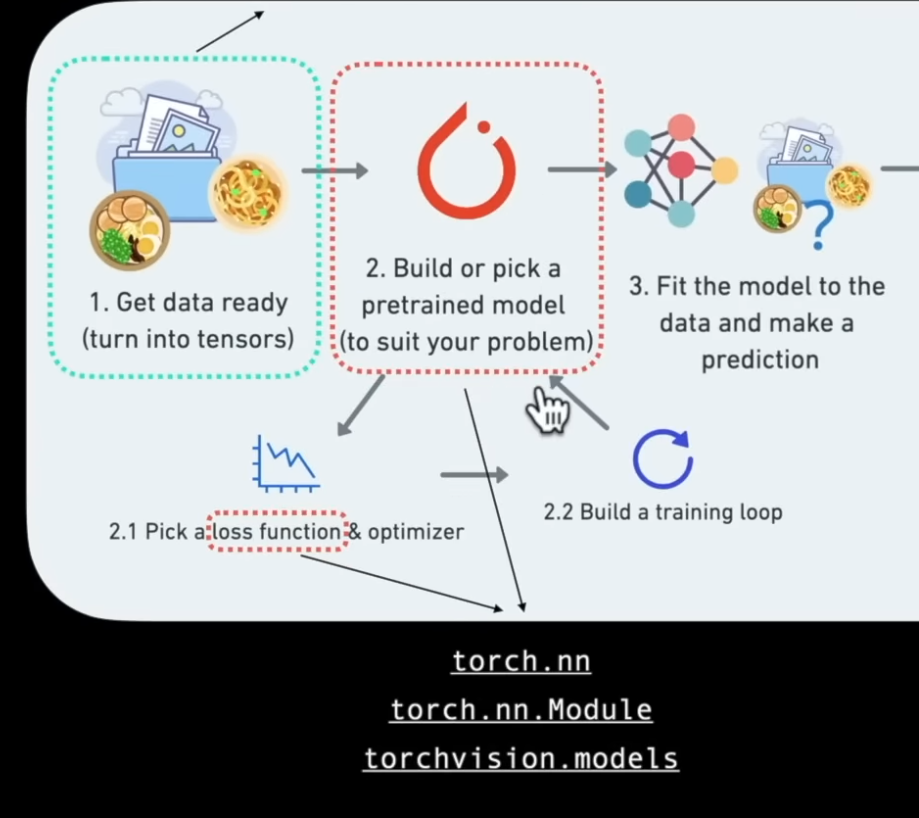 1. Get data ready
(turn into tensors)
2. Build or pick a
pretrained model
(to suit your problem)
3. Fit the model to the
data and make a
prediction
2.1 Pick a loss function & optimizer
2.2 Build a training loop
torch.nn
torch.nn.Module
torchvision.models